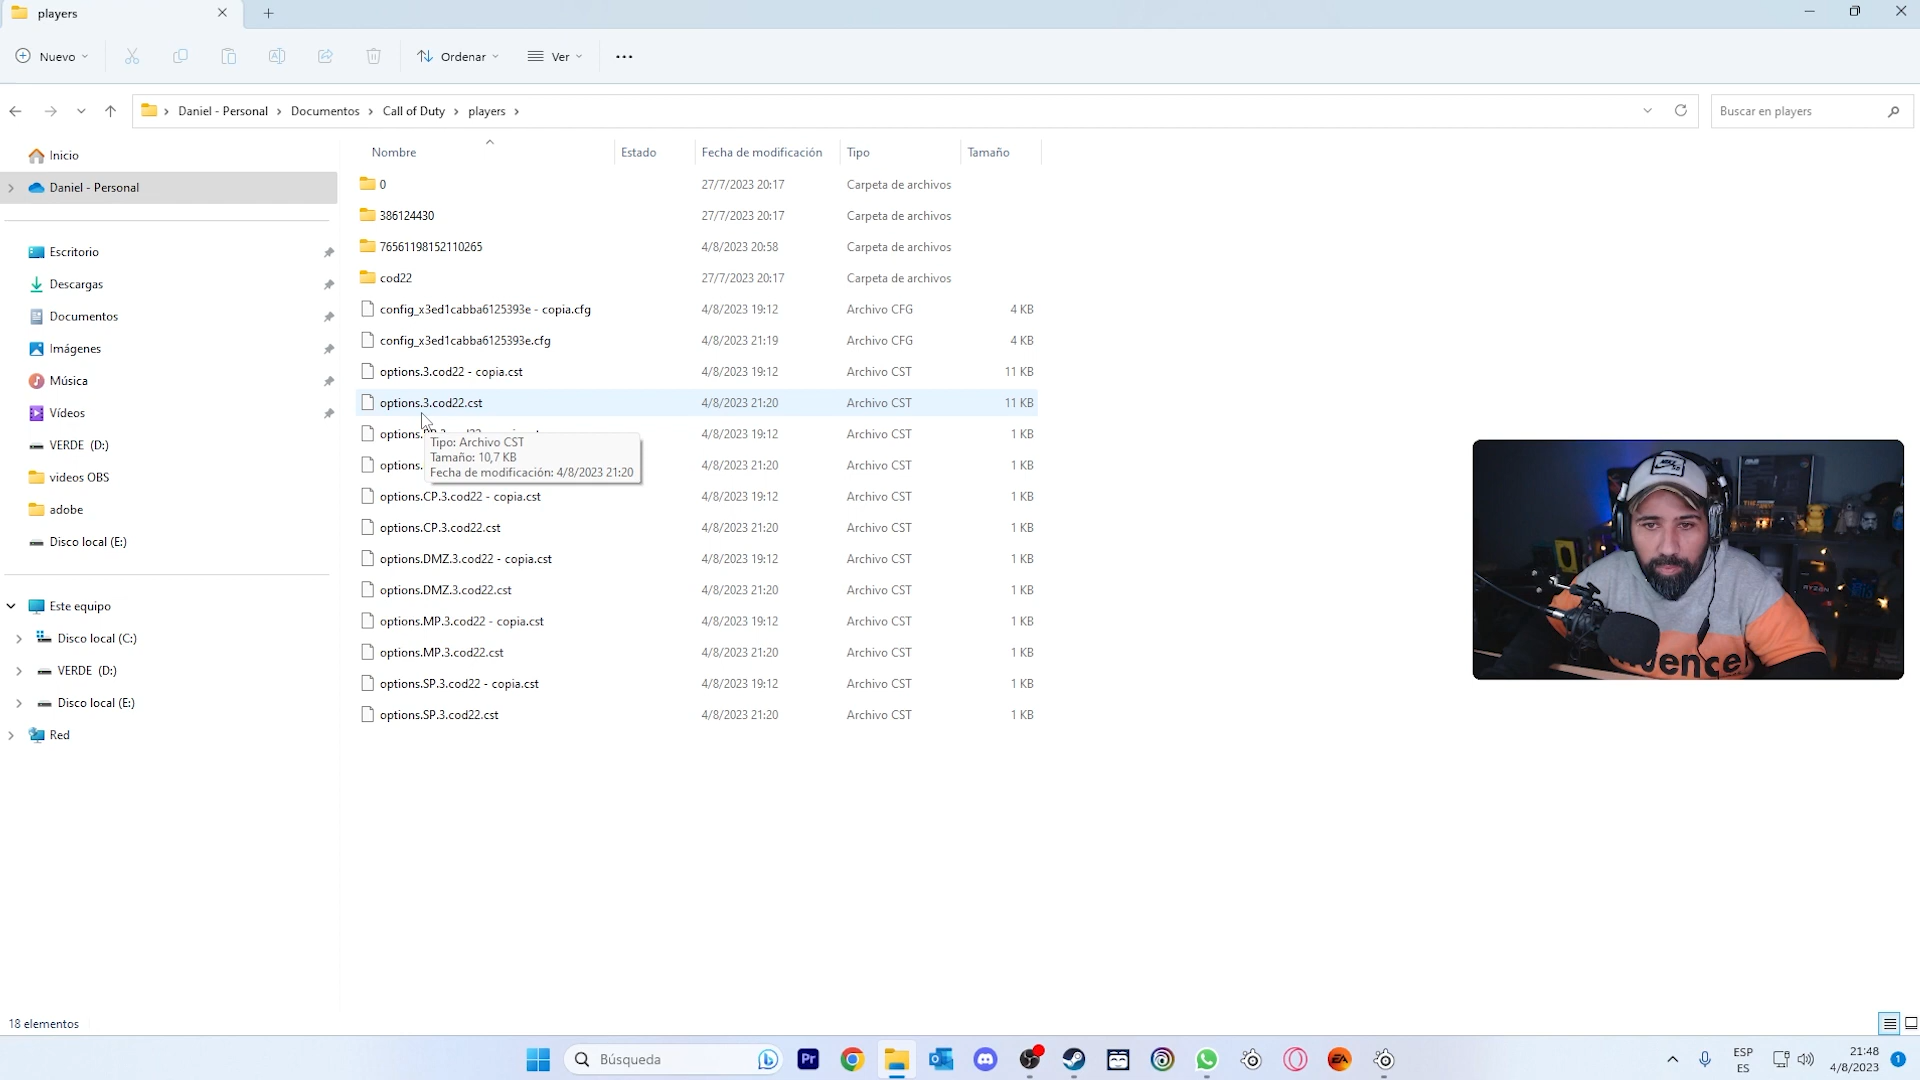 players
Nuevo
Ordenar
Ver
Daniel - Personal
Documentos
Call of Duty
players
Buscar en players
Inicio
Daniel - Personal
Escritorio
Descargas
Documentos
Imágenes
Música
Vídeos
VERDE (D:)
videos OBS
adobe
Disco local (E:)
Este equipo
Disco local (C:)
VERDE (D:)
Disco local (E:)
Red
Nombre Estado Fecha de modificación Tipo Tamaño
0 27/7/2023 20:17 Carpeta de archivos
386124430 27/7/2023 20:17 Carpeta de archivos
76561198152110265 4/8/2023 20:58 Carpeta de archivos
cod22 27/7/2023 20:17 Carpeta de archivos
config_x3ed1cabba6125393e - copia.cfg 4/8/2023 19:12 Archivo CFG 4 KB
config_x3ed1cabba6125393e.cfg 4/8/2023 21:19 Archivo CFG 4 KB
options.3.cod22 - copia.cst 4/8/2023 19:12 Archivo CST 11 KB
options.3.cod22.cst 4/8/2023 21:20 Archivo CST 11 KB
options. 4/8/2023 19:12 Archivo CST 1 KB
Tipo: Archivo CST
Tamaño: 10,7 KB
Fecha de modificación: 4/8/2023 21:20
options. 4/8/2023 21:20 Archivo CST 1 KB
options.CP.3.cod22 - copia.cst 4/8/2023 19:12 Archivo CST 1 KB
options.CP.3.cod22.cst 4/8/2023 21:20 Archivo CST 1 KB
options.DMZ.3.cod22 - copia.cst 4/8/2023 19:12 Archivo CST 1 KB
options.DMZ.3.cod22.cst 4/8/2023 21:20 Archivo CST 1 KB
options.MP.3.cod22 - copia.cst 4/8/2023 19:12 Archivo CST 1 KB
options.MP.3.cod22.cst 4/8/2023 21:20 Archivo CST 1 KB
options.SP.3.cod22 - copia.cst 4/8/2023 19:12 Archivo CST 1 KB
options.SP.3.cod22.cst 4/8/2023 21:20 Archivo CST 1 KB
RYZEN
18 elementos
Búsqueda
Pr
EA
ESP
ES
21:48
4/8/2023
1